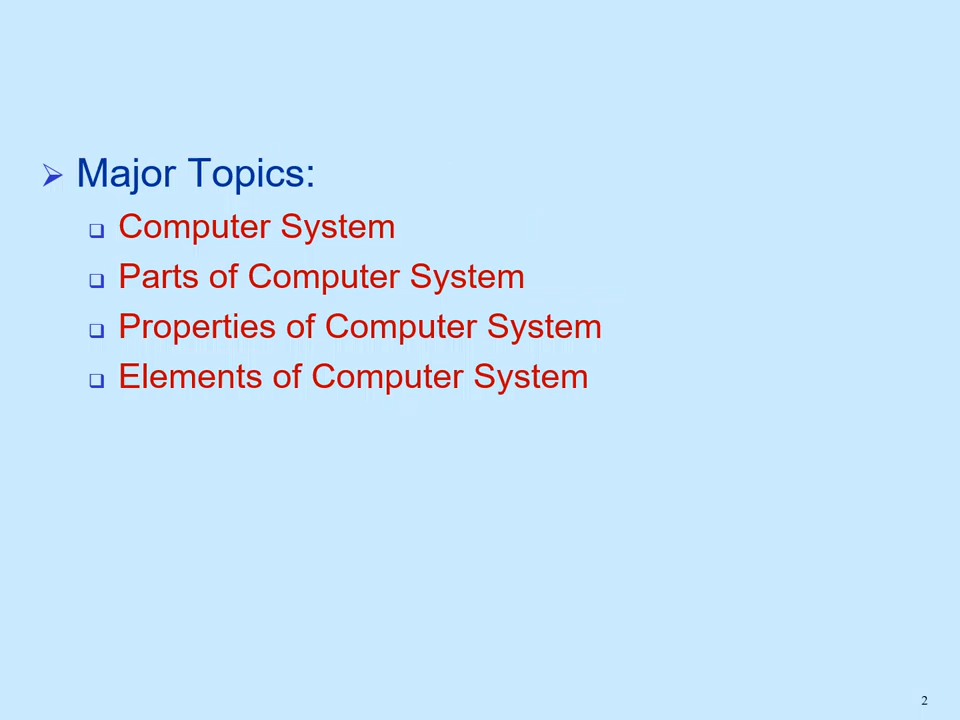 Major Topics:
Computer System
Parts of Computer System
Properties of Computer System
Elements of Computer System
2